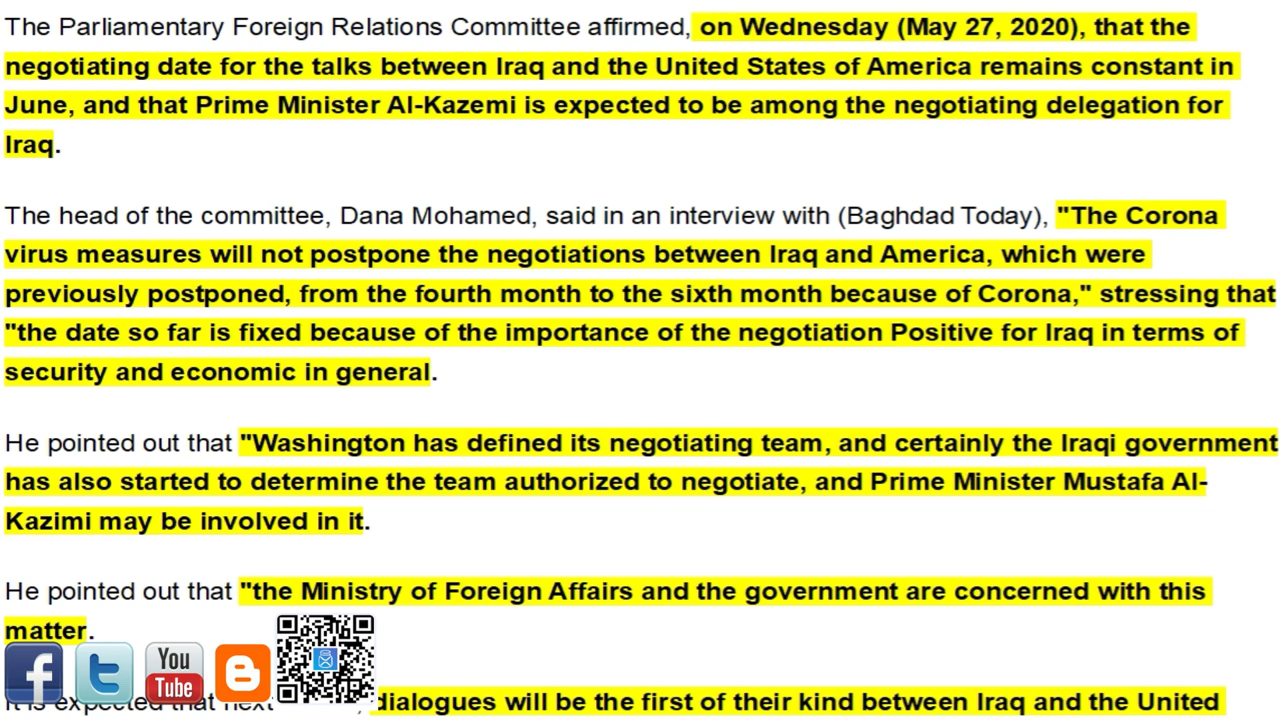 The Parliamentary Foreign Relations Committee affirmed, on Wednesday (May 27, 2020), that the
negotiating date for the talks between Iraq and the United States of America remains constant in
June, and that Prime Minister Al-Kazemi is expected to be among the negotiating delegation for
Iraq.
The head of the committee, Dana Mohamed, said in an interview with (Baghdad Today), "The Corona
virus measures will not postpone the negotiations between Iraq and America, which were
previously postponed, from the fourth month to the sixth month because of Corona," stressing that
"the date so far is fixed because of the importance of the negotiation Positive for Iraq in terms of
security and economic in general.
He pointed out that "Washington has defined its negotiating team, and certainly the Iraqi government
has also started to determine the team authorized to negotiate, and Prime Minister Mustafa Al-
Kazimi may be involved in it.
He pointed out that "the Ministry of Foreign Affairs and the government are concerned with this
matter.
f t You Tube B
It is expected that next dialogues will be the first of their kind between Iraq and the United